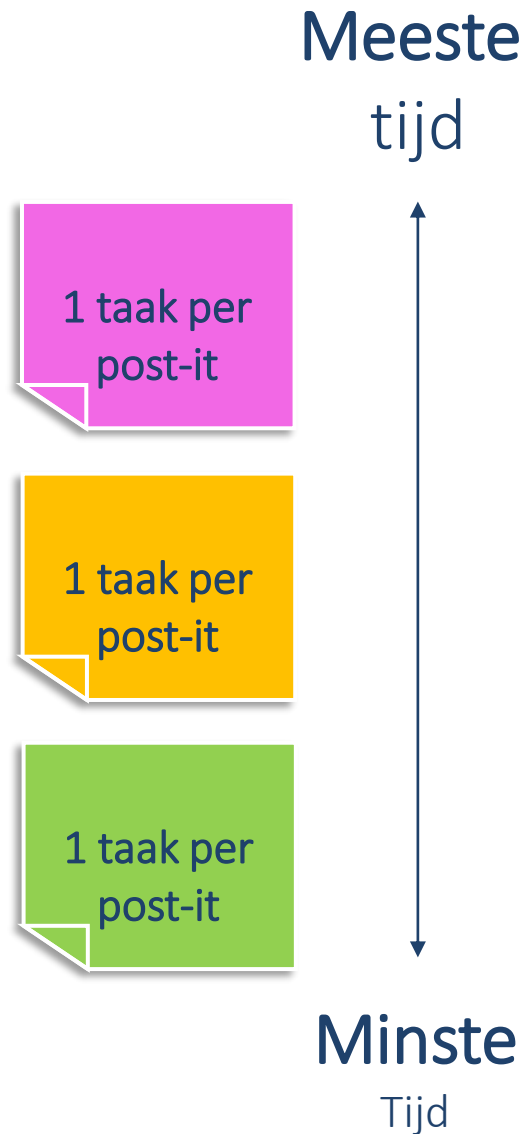 Meeste
tijd
1 taak per
post-it
1 taak per
post-it
1 taak per
post-it
Minste
Tijd